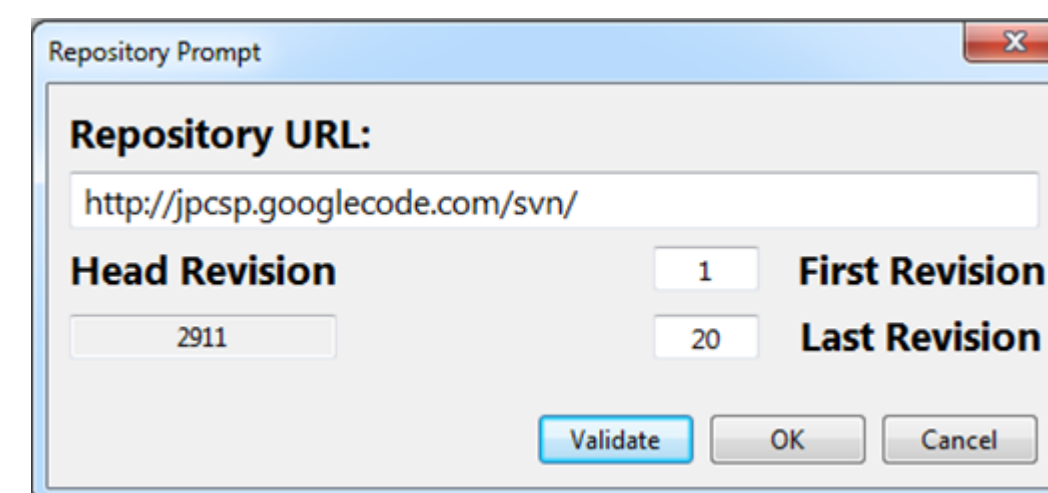 Repository Prompt
Repository URL:
http://jpcsp.googlecode.com/svn/
Head Revision 1 First Revision
2911 20 Last Revision
Validate OK Cancel